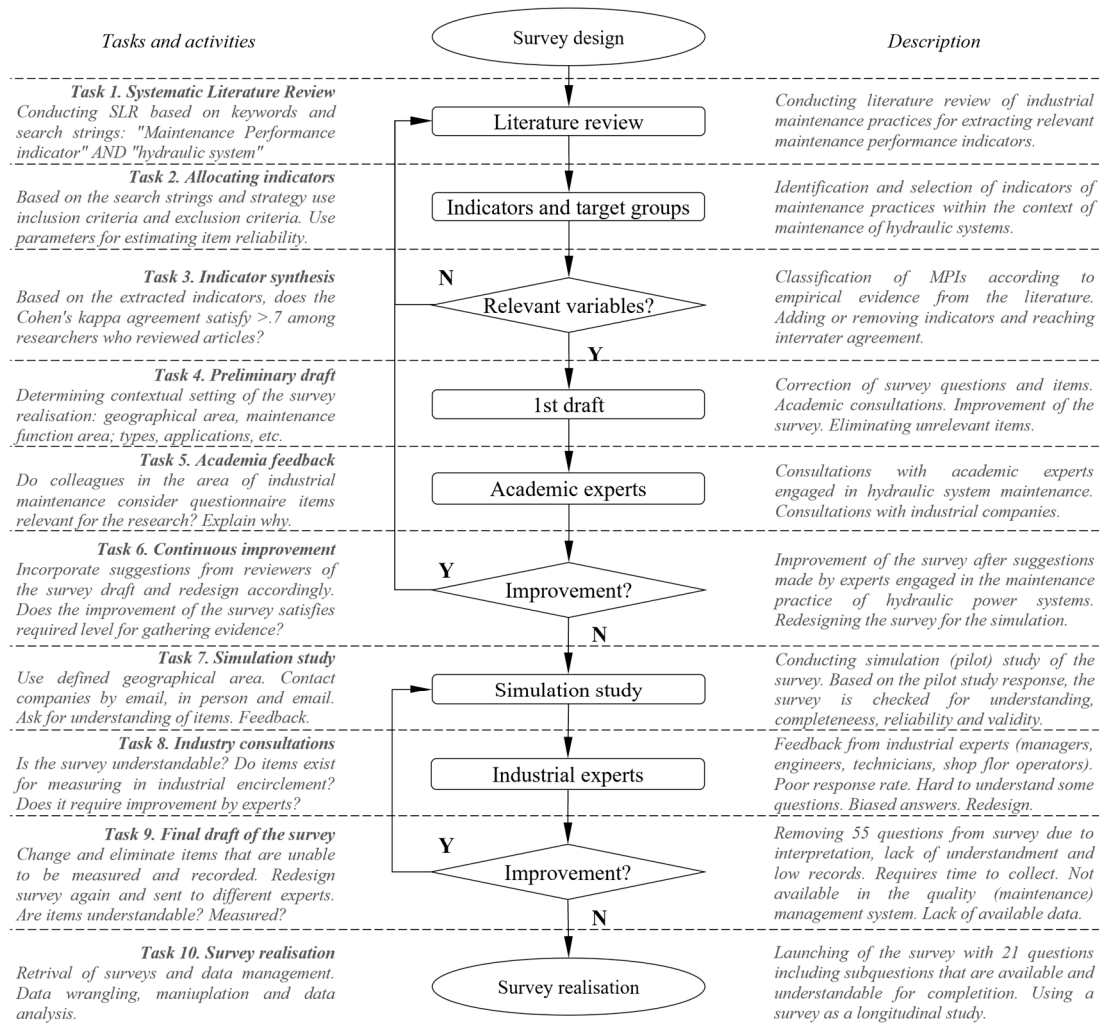 Tasks and activities
Survey design
Description
Task 1. Systematic Literature Review
Conducting SLR based on keywords and
search strings: "Maintenance Performance
indicator" AND "hydraulic system"
Literature review
Conducting literature review of industrial
maintenance practices for extracting relevant
maintenance performance indicators.
Task 2. Allocating indicators
Based on the search strings and strategy use
inclusion criteria and exclusion criteria. Use
parameters for estimating item reliability.
Indicators and target groups
Identification and selection of indicators of
maintenance practices within the context of
maintenance of hydraulic systems.
Task 3. Indicator synthesis
Based on the extracted indicators, does the
Cohen's kappa agreement satisfy >.7 among
researchers who reviewed articles?
N
Relevant variables?
Y
Classification of MPIs according to
empirical evidence from the literature.
Adding or removing indicators and reaching
interrater agreement.
Task 4. Preliminary draft
Determining contextual setting of the survey
realisation: geographical area, maintenance
function area; types, applications, etc.
1st draft
Correction of survey questions and items.
Academic consultations. Improvement of the
survey. Eliminating unrelevant items.
Task 5. Academia feedback
Do colleagues in the area of industrial
maintenance consider questionnaire items
relevant for the research? Explain why.
Academic experts
Consultations with academic experts
engaged in hydraulic system maintenance.
Consultations with industrial companies.
Task 6. Continuous improvement
Incorporate suggestions from reviewers of
the survey draft and redesign accordingly.
Does the improvement of the survey satisfies
required level for gathering evidence?
Y
Improvement?
N
Improvement of the survey after suggestions
made by experts engaged in the maintenance
practice of hydraulic power systems.
Redesigning the survey for the simulation.
Task 7. Simulation study
Use defined geographical area. Contact
companies by email, in person and email.
Ask for understanding of items. Feedback.
Simulation study
Conducting simulation (pilot) study of the
survey. Based on the pilot study response, the
survey is checked for understanding,
completeness, reliability and validity.
Task 8. Industry consultations
Is the survey understandable? Do items exist
for measuring in industrial encirclement?
Does it require improvement by experts?
Industrial experts
Feedback from industrial experts (managers,
engineers, technicians, shop flor operators).
Poor response rate. Hard to understand some
questions. Biased answers. Redesign.
Task 9. Final draft of the survey
Change and eliminate items that are unable
to be measured and recorded. Redesign
survey again and sent to different experts.
Are items understandable? Measured?
Y
Improvement?
N
Removing 55 questions from survey due to
interpretation, lack of understandment and
low records. Requires time to collect. Not
available in the quality (maintenance)
management system. Lack of available data.
Task 10. Survey realisation
Retrival of surveys and data management.
Data wrangling, maniuplation and data
analysis.
Survey realisation
Launching of the survey with 21 questions
including subquestions that are available and
understandable for completition. Using a
survey as a longitudinal study.